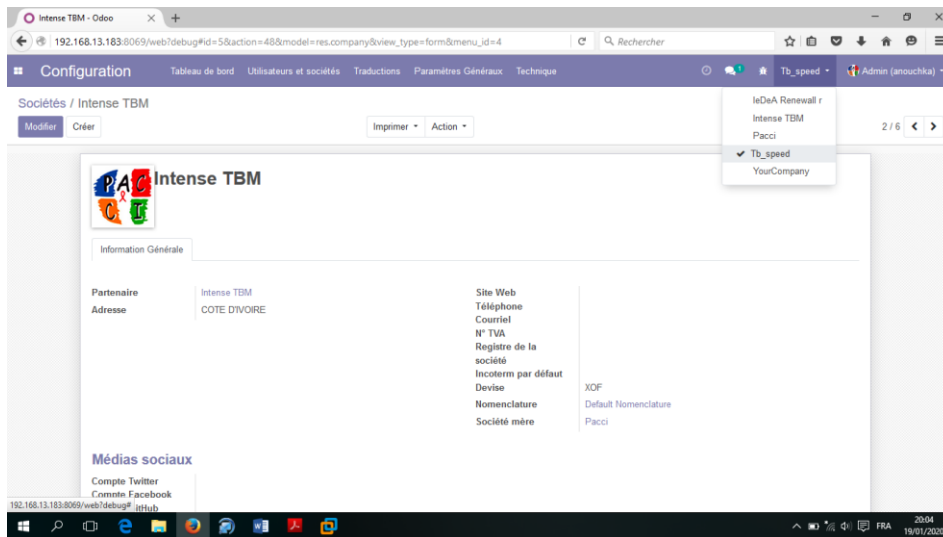 Intense TBM - Odoo × +
192.168.13.183:8069/web?debug#id=5&action=48&model=res.company&view_type=form&menu_id=4 Rechercher
Configuration Tableau de bord Utilisateurs et sociétés Traductions Paramètres Généraux Technique 1 Tb_speed Admin (anouchka)
Sociétés / Intense TBM
Modifier Créer Imprimer Action 2 / 6
IeDeA Renewall r
Intense TBM
Pacci
Tb_speed
YourCompany
PAC
CI
Intense TBM
Information Générale
Partenaire Intense TBM
Adresse COTE D'IVOIRE
Site Web
Téléphone
Courriel
N° TVA
Registre de la
société
Incoterm par défaut
Devise XOF
Nomenclature Default Nomenclature
Société mère Pacci
Médias sociaux
Compte Twitter
Compte Facebook
itHub
192.168.13.183:8069/web?debug#
FRA 20:04
19/01/2020